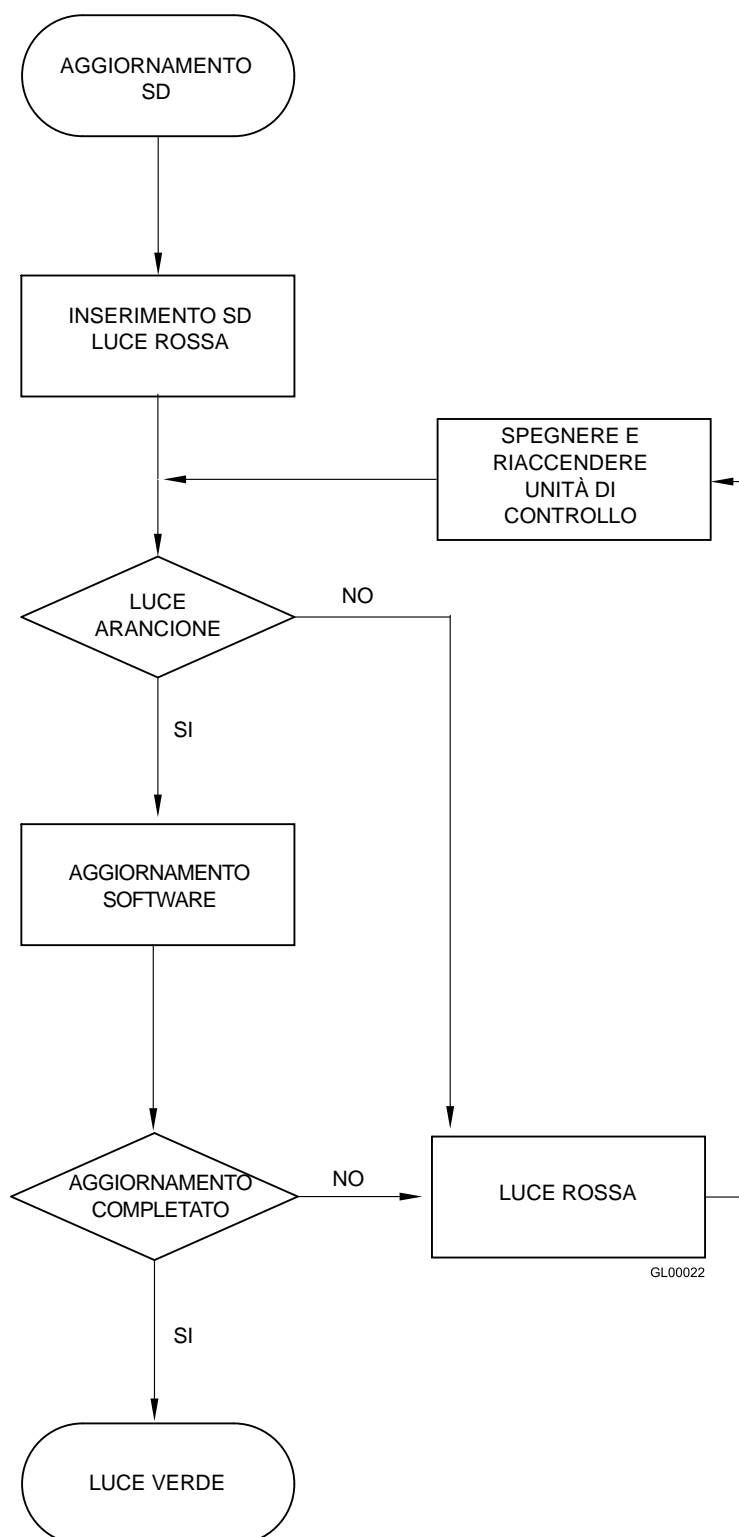 AGGIORNAMENTO
SD
INSERIMENTO SD
LUCE ROSSA
SPEGNERE E
RIACCENDERE
UNITÀ DI
CONTROLLO
LUCE
ARANCIONE
NO
SI
AGGIORNAMENTO
SOFTWARE
AGGIORNAMENTO
COMPLETATO
NO
LUCE ROSSA
GL00022
SI
LUCE VERDE